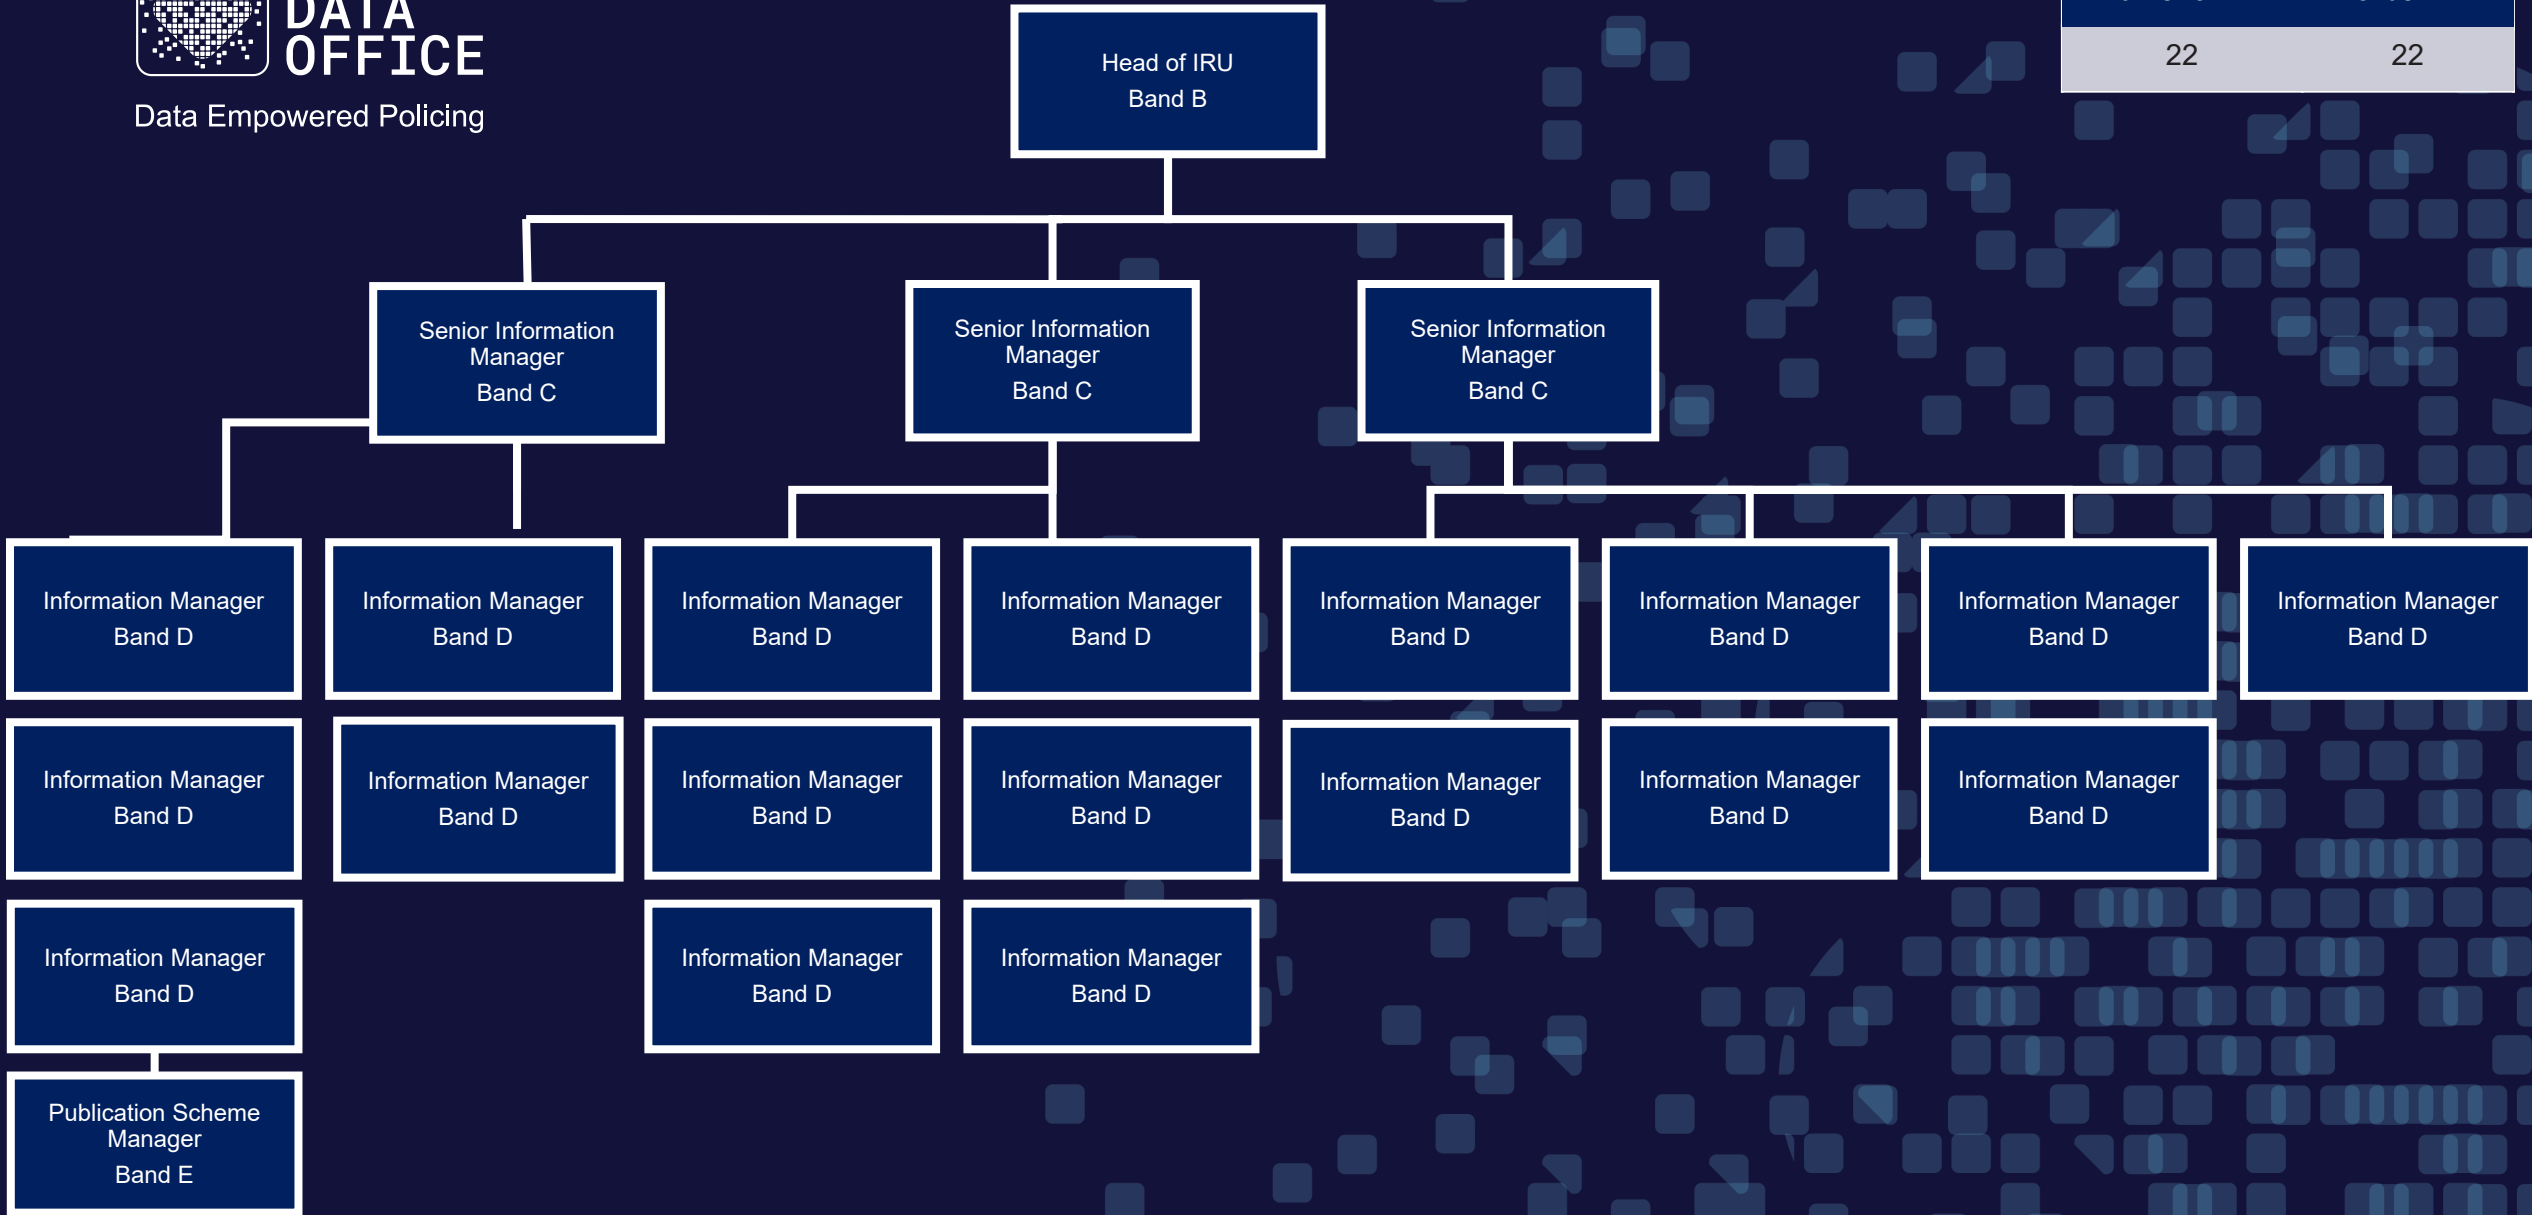 DATA
OFFICE
Data Empowered Policing
22 22
Head of IRU
Band B
Senior Information
Manager
Band C
Senior Information
Manager
Band C
Senior Information
Manager
Band C
Information Manager
Band D
Information Manager
Band D
Information Manager
Band D
Information Manager
Band D
Information Manager
Band D
Information Manager
Band D
Information Manager
Band D
Information Manager
Band D
Information Manager
Band D
Information Manager
Band D
Information Manager
Band D
Information Manager
Band D
Information Manager
Band D
Information Manager
Band D
Information Manager
Band D
Information Manager
Band D
Information Manager
Band D
Information Manager
Band D
Publication Scheme
Manager
Band E